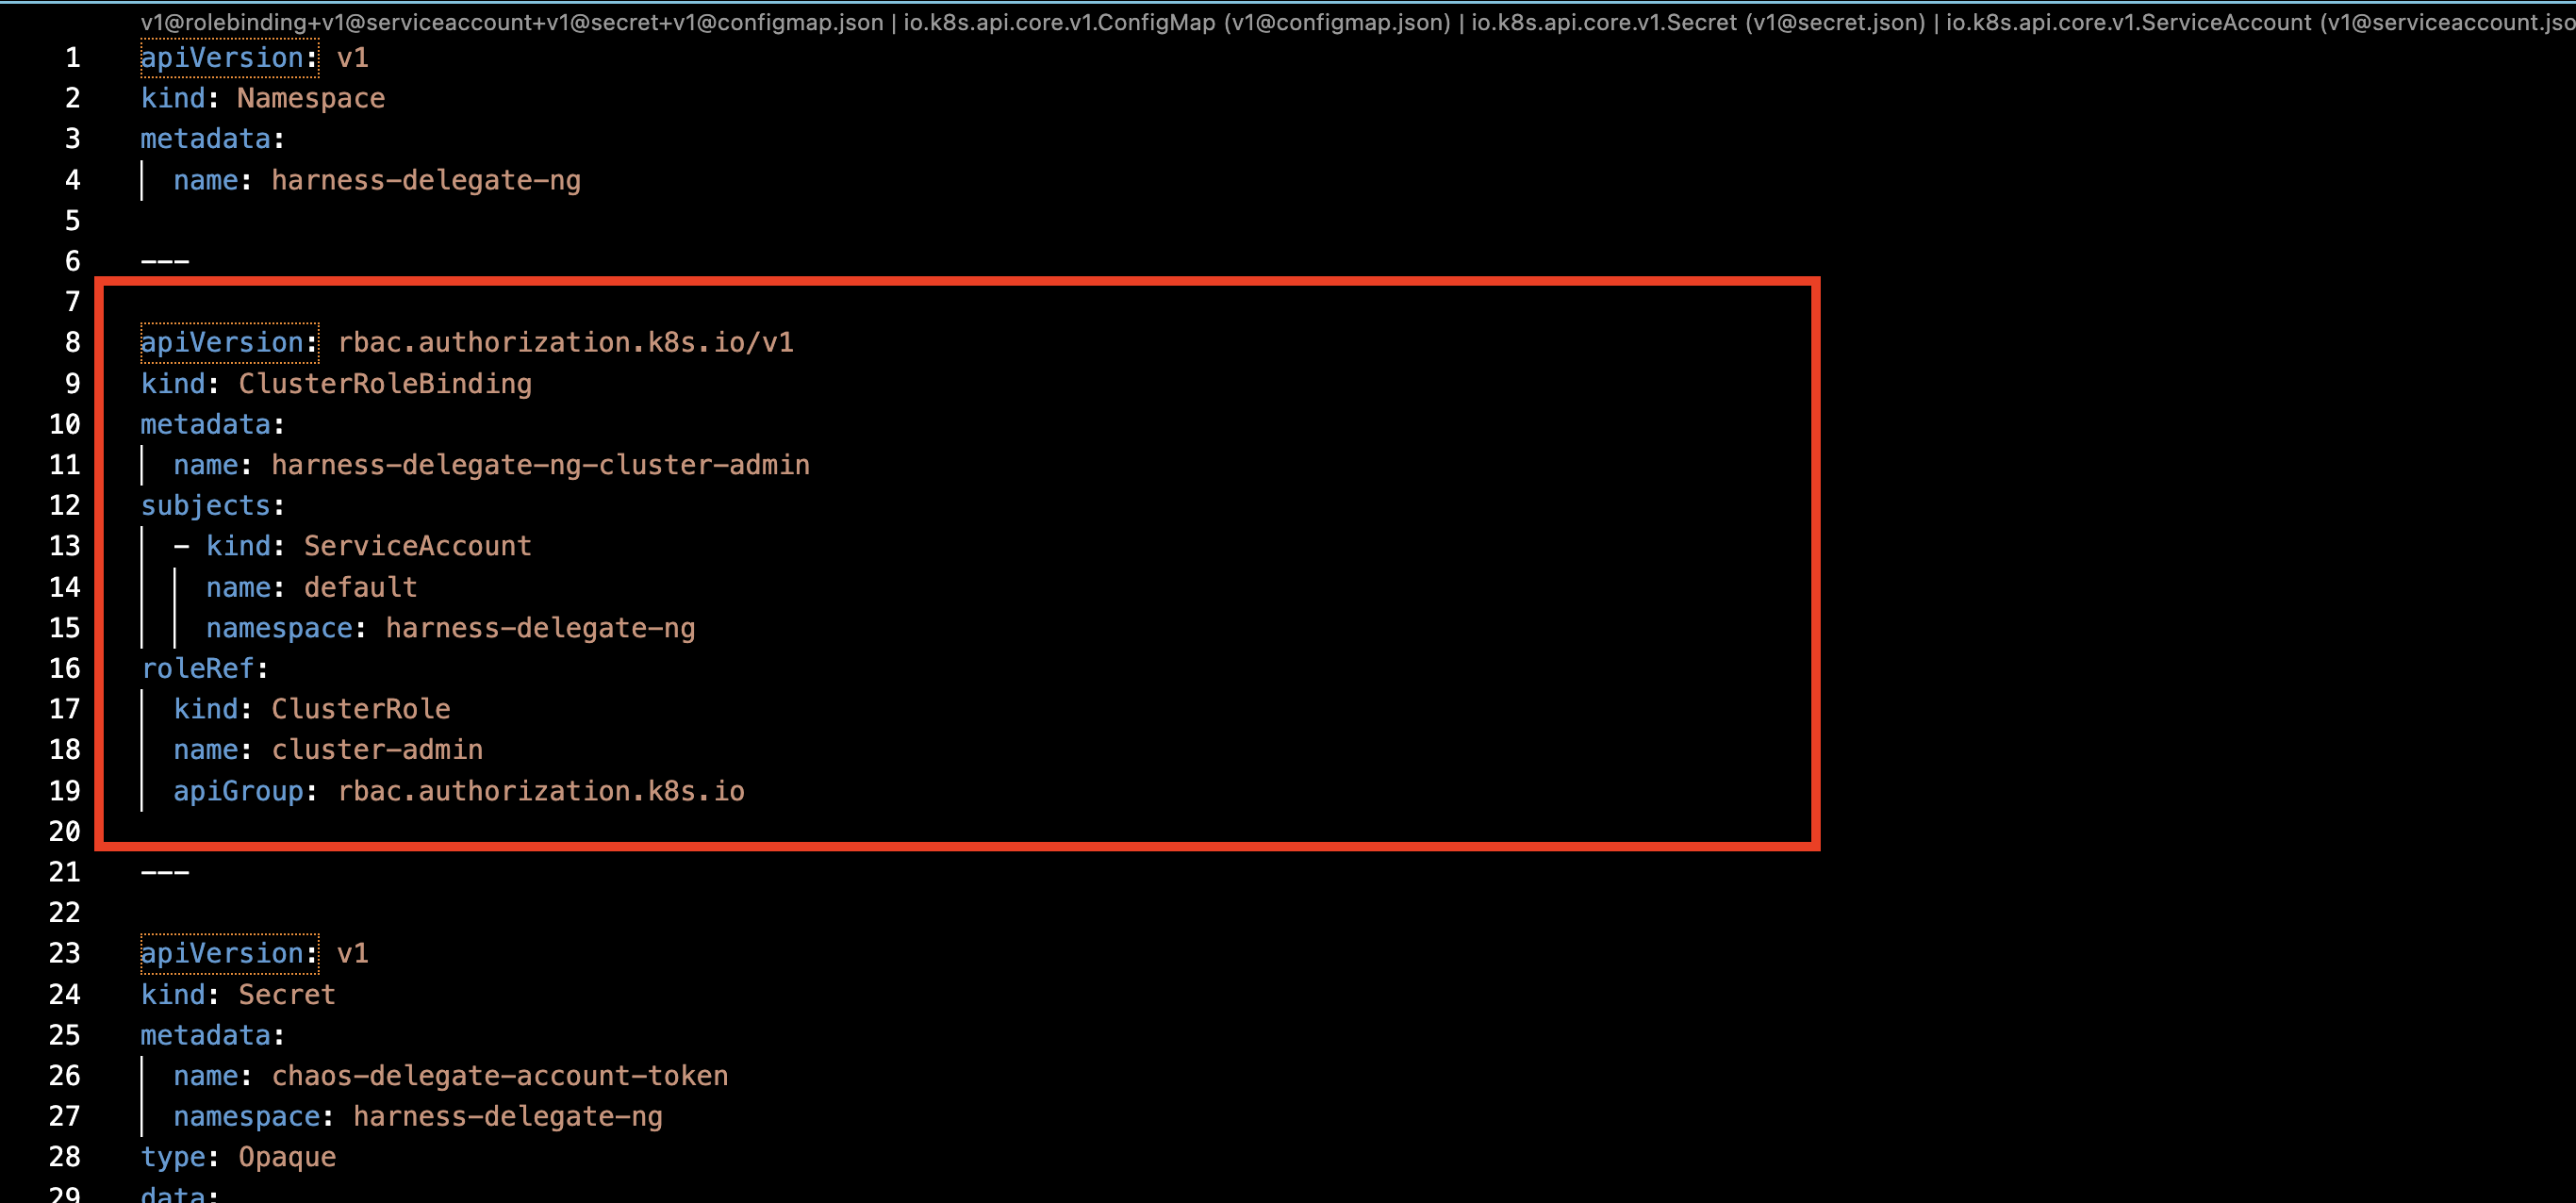 v1@rolebinding+v1@serviceaccount+v1@secret+v1@configmap.json | io.k8s.api.core.v1.ConfigMap (v1@configmap.json) | io.k8s.api.core.v1.Secret (v1@secret.json) | io.k8s.api.core.v1.ServiceAccount (v1@serviceaccount.jso
1 apiVersion: v1
2 kind: Namespace
3 metadata:
4   name: harness-delegate-ng
5
6 ---
7
8 apiVersion: rbac.authorization.k8s.io/v1
9 kind: ClusterRoleBinding
10 metadata:
11   name: harness-delegate-ng-cluster-admin
12 subjects:
13   - kind: ServiceAccount
14     name: default
15     namespace: harness-delegate-ng
16 roleRef:
17   kind: ClusterRole
18   name: cluster-admin
19   apiGroup: rbac.authorization.k8s.io
20
21 ---
22
23 apiVersion: v1
24 kind: Secret
25 metadata:
26   name: chaos-delegate-account-token
27   namespace: harness-delegate-ng
28 type: Opaque
29 data: